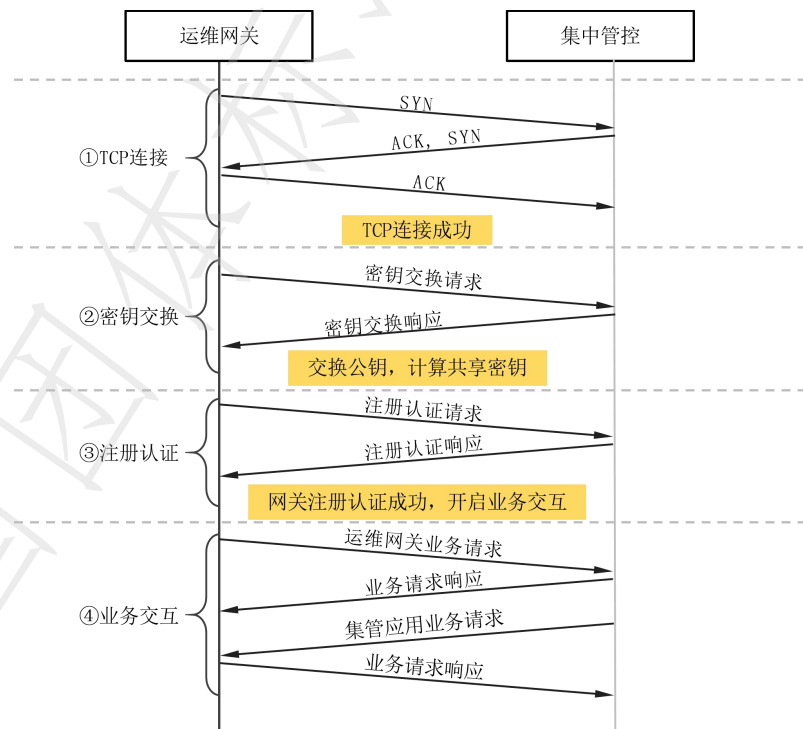 运维网关
集中管控
SYN
ACK, SYN
①TCP连接
ACK
TCP连接成功
密钥交换请求
②密钥交换
密钥交换响应
交换公钥，计算共享密钥
注册认证请求
③注册认证
注册认证响应
网关注册认证成功，开启业务交互
运维网关业务请求
业务请求响应
④业务交互
集管应用业务请求
业务请求响应